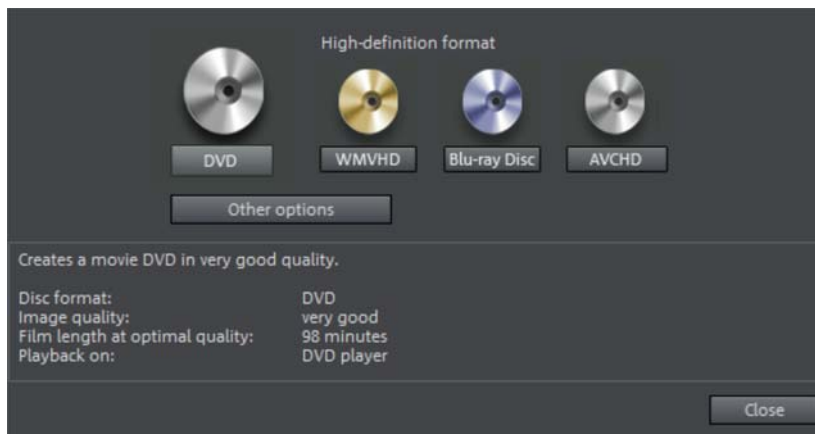 High-definition format
DVD
WMVHD
Blu-ray Disc
AVCHD
Other options
Creates a movie DVD in very good quality.
Disc format: DVD
Image quality: very good
Film length at optimal quality: 98 minutes
Playback on: DVD player
Close